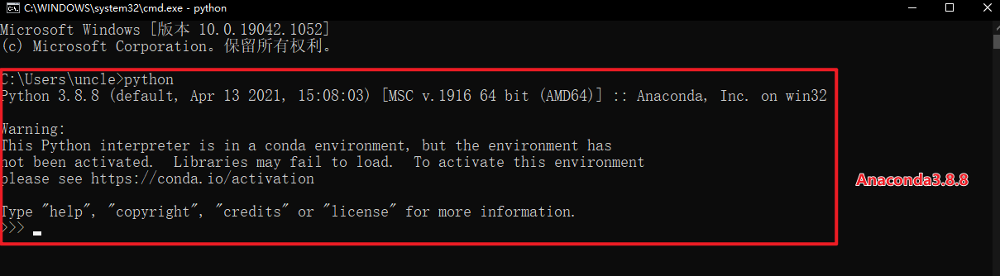 C:\WINDOWS\system32\cmd.exe - python
Microsoft Windows [版本 10.0.19042.1052]
(c) Microsoft Corporation。保留所有权利。
C:\Users\uncle>python
Python 3.8.8 (default, Apr 13 2021, 15:08:03) [MSC v.1916 64 bit (AMD64)] :: Anaconda, Inc. on win32
Warning:
This Python interpreter is in a conda environment, but the environment has
not been activated.  Libraries may fail to load.  To activate this environment
please see https://conda.io/activation
Anaconda3.8.8
Type "help", "copyright", "credits" or "license" for more information.
>>>